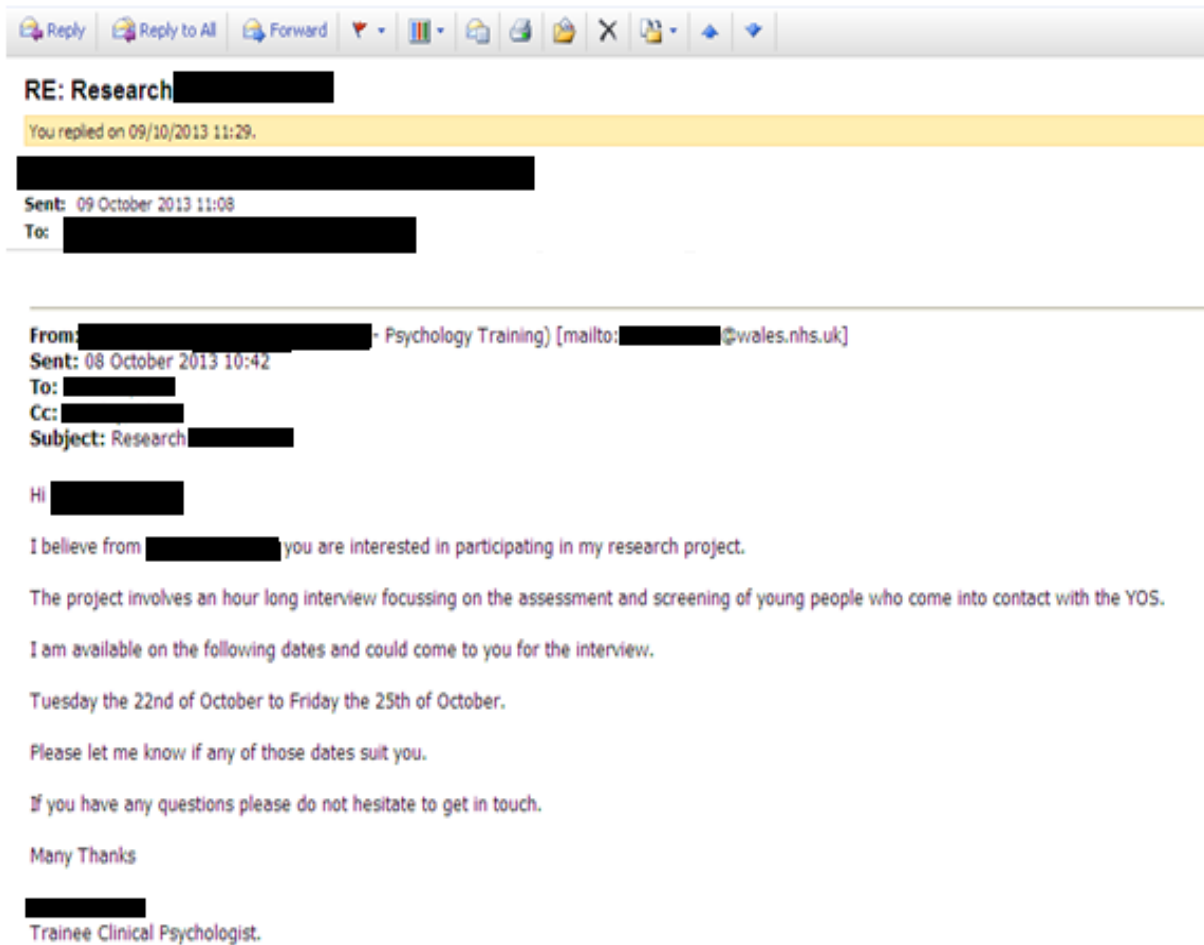 Reply Reply to All Forward
RE: Research
You replied on 09/10/2013 11:29.
Sent: 09 October 2013 11:08
To:
From: - Psychology Training) [mailto: @wales.nhs.uk]
Sent: 08 October 2013 10:42
To:
Cc:
Subject: Research
Hi
I believe from you are interested in participating in my research project.
The project involves an hour long interview focussing on the assessment and screening of young people who come into contact with the YOS.
I am available on the following dates and could come to you for the interview.
Tuesday the 22nd of October to Friday the 25th of October.
Please let me know if any of those dates suit you.
If you have any questions please do not hesitate to get in touch.
Many Thanks
Trainee Clinical Psychologist.